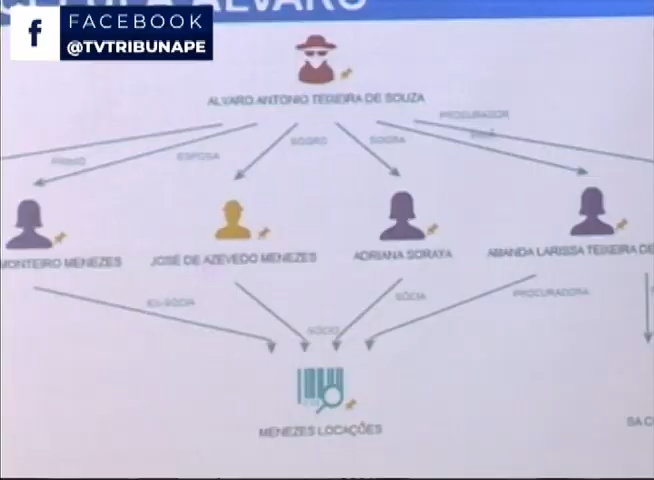 ALVARO
FACEBOOK
@TVTRIBUNAPE
ALVARO ANTONIO TEIXEIRA DE SOUZA
PROCURADOR
PRIMO
ESPOSA
SOGRO
SOGRA
MONTEIRO MENEZES
JOSÉ DE AZEVEDO MENEZES
ADRIANA SORAYA
AMANDA LARISSA TEIXEIRA DE
EX-SÓCIA
SÓCIO
SÓCIA
PROCURADORA
MENEZES LOCAÇÕES